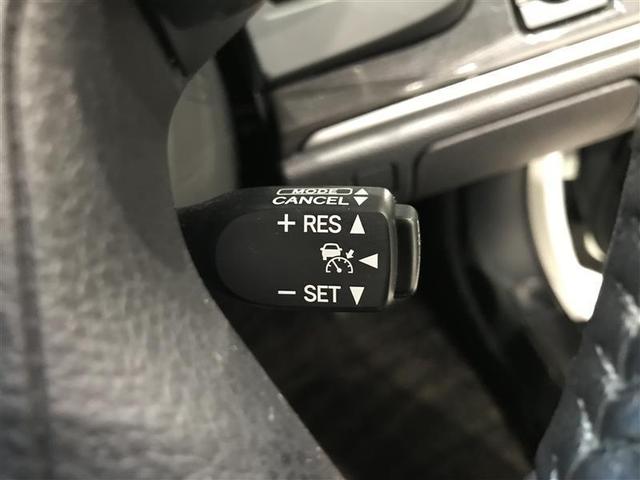 MODE
CANCEL
+ RES
- SET